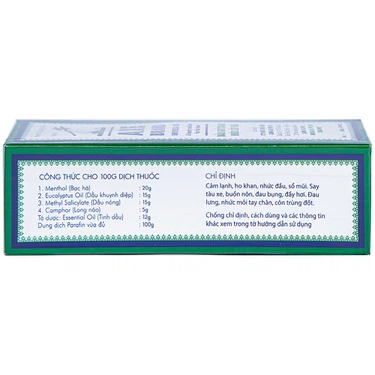 CÔNG THỨC CHO 100G DỊCH THUỐC
1. Menthol (Bạc hà) : 20g
2. Eucalyptus Oil (Dầu khuynh diệp) : 15g
3. Methyl Salicylate (Dầu nóng) : 15g
4. Camphor (Long não) : 5g
Tá dược: Essential Oil (Tinh dầu) : 12g
Dung dịch Parafin vừa đủ : 100g
CHỈ ĐỊNH
Cảm lạnh, ho khan, nhức đầu, sổ mũi. Say
tàu xe, buồn nôn, đau bụng, đầy hơi. Đau
lưng, nhức mỏi tay chân, côn trùng đốt.
Chống chỉ định, cách dùng và các thông tin
khác xem trong tờ hướng dẫn sử dụng